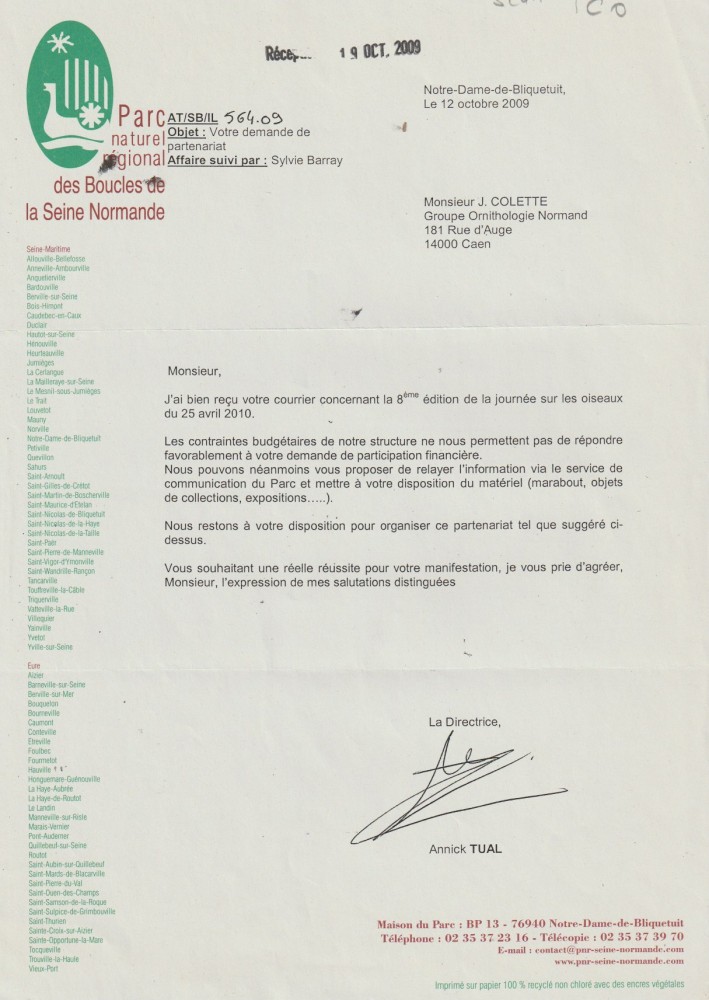 19 OCT. 2009
Notre-Dame-de-Bliquetuit,
Le 12 octobre 2009
Parc
naturel
régional
des Boucles de
la Seine Normande
AT/SB/IL 564.09
Objet : Votre demande de
partenariat
Affaire suivi par : Sylvie Barray
Monsieur J. COLETTE
Groupe Ornithologie Normand
181 Rue d'Auge
14000 Caen
Seine-Maritime
Allouville-Bellefosse
Anneville-Ambourville
Anquetierville
Bardouville
Berville-sur-Seine
Bois-Himont
Caudebec-en-Caux
Duclair
Hautot-sur-Seine
Hénouville
Heurteauville
Jumièges
La Cerlangue
La Mailleraye-sur-Seine
Le Mesnil-sous-Jumièges
Le Trait
Louvetot
Mauny
Norville
Notre-Dame-de-Bliquetuit
Petiville
Quevillon
Sahurs
Saint-Arnoult
Saint-Gilles-de-Crétot
Saint-Martin-de-Boscherville
Saint-Maurice-d'Etelan
Saint-Nicolas-de-Bliquetuit
Saint-Nicolas-de-la-Haye
Saint-Nicolas-de-la-Taille
Saint-Paër
Saint-Pierre-de-Manneville
Saint-Vigor-d'Ymonville
Saint-Wandrille-Rançon
Tancarville
Touffreville-la-Câble
Triquerville
Vatteville-la-Rue
Villequier
Yainville
Yvetot
Yville-sur-Seine
Eure
Aizier
Barneville-sur-Seine
Berville-sur-Mer
Bouquelon
Bourneville
Caumont
Conteville
Etreville
Foulbec
Fourmetot
Hauville
Honguemare-Guenouville
La Haye-Aubrée
La Haye-de-Routot
Le Landin
Manneville-sur-Risle
Marais-Vernier
Pont-Audemer
Quillebeuf-sur-Seine
Routot
Saint-Aubin-sur-Quillebeuf
Saint-Mards-de-Blacarville
Saint-Pierre-du-Val
Saint-Ouen-des-Champs
Saint-Samson-de-la-Roque
Saint-Sulpice-de-Grimbouville
Saint-Thurien
Sainte-Croix-sur-Aizier
Sainte-Opportune-la-Mare
Tocqueville
Trouville-la-Haule
Vieux-Port
Monsieur,
J'ai bien reçu votre courrier concernant la 8ème édition de la journée sur les oiseaux
du 25 avril 2010.
Les contraintes budgétaires de notre structure ne nous permettent pas de répondre
favorablement à votre demande de participation financière.
Nous pouvons néanmoins vous proposer de relayer l'information via le service de
communication du Parc et mettre à votre disposition du matériel (marabout, objets
de collections, expositions…..).
Nous restons à votre disposition pour organiser ce partenariat tel que suggéré ci-
dessus.
Vous souhaitant une réelle réussite pour votre manifestation, je vous prie d'agréer,
Monsieur, l'expression de mes salutations distinguées
La Directrice,
Annick TUAL
Maison du Parc : BP 13 - 76940 Notre-Dame-de-Bliquetuit
Téléphone : 02 35 37 23 16 - Télécopie : 02 35 37 39 70
E-mail : contact@pnr-seine-normande.com
www.pnr-seine-normande.com
Imprimé sur papier 100 % recyclé non chloré avec des encres végétales